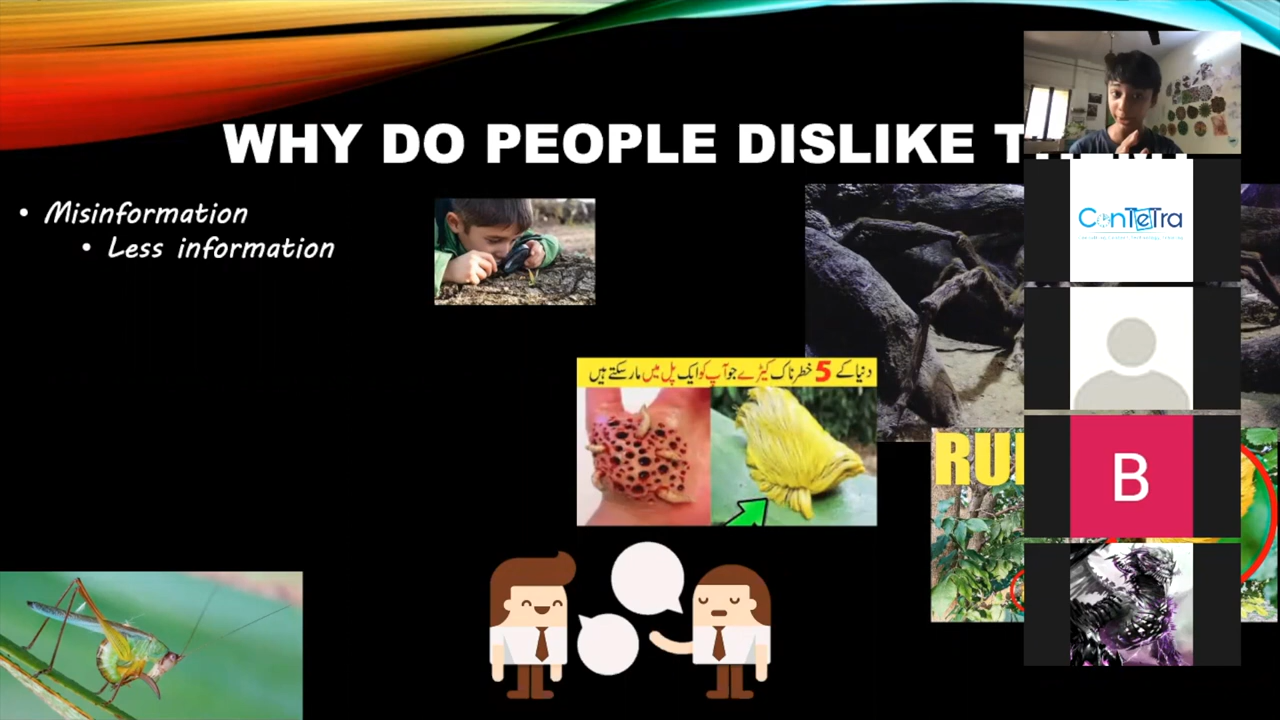 WHY DO PEOPLE DISLIKE
Misinformation
Less information
ConTeTra
دنیا کے 5 خطرناک کیڑے جو آپ کو ایک پل میں مار سکتے ہیں
B